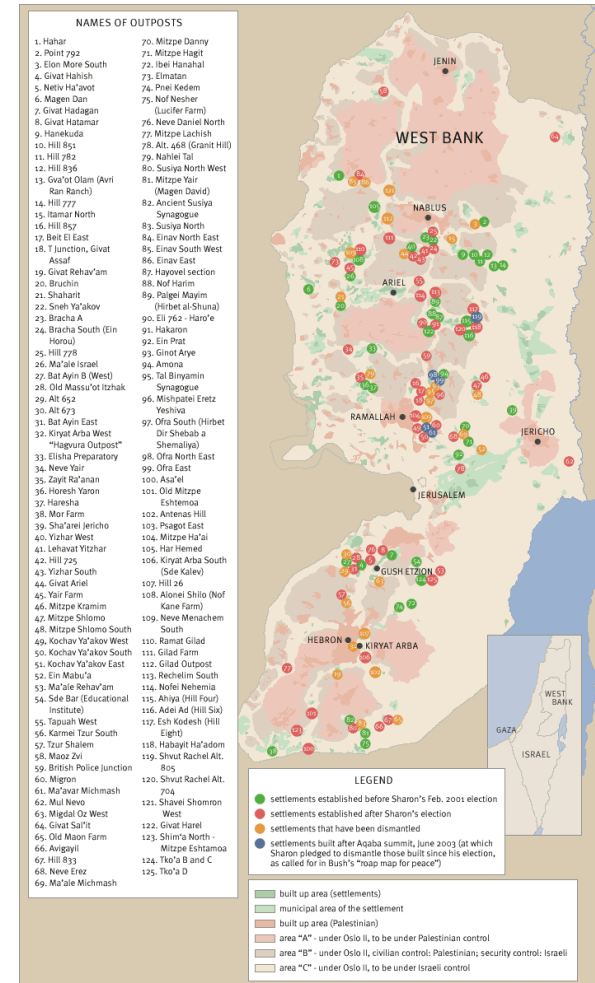 NAMES OF OUTPOSTS
1. Hahar
2. Point 792
3. Elon More South
4. Givat Hahish
5. Netiv Ha'avot
6. Magen Dan
7. Givat Hadagan
8. Givat Hatamar
9. Hanekuda
10. Hill 851
11. Hill 782
12. Hill 836
13. Gva'ot Olam (Avri
Ran Ranch)
14. Hill 777
15. Itamar North
16. Hill 857
17. Beit El East
18. T Junction, Givat
Assaf
19. Givat Rehav'am
20. Bruchin
21. Shaharit
22. Sneh Ya'akov
23. Bracha A
24. Bracha South (Ein
Horou)
25. Hill 778
26. Ma'ale Israel
27. Bat Ayin B (West)
28. Old Massu'ot Itzhak
29. Alt 652
30. Alt 673
31. Bat Ayin East
32. Kiryat Arba West
"Hagvura Outpost"
33. Elisha Preparatory
34. Neve Yair
35. Zayit Ra'anan
36. Horesh Yaron
37. Haresha
38. Mor Farm
39. Sha'arei Jericho
40. Yizhar West
41. Lehavat Yitzhar
42. Hill 725
43. Yizhar South
44. Givat Ariel
45. Yair Farm
46. Mitzpe Kramim
47. Mitzpe Shlomo
48. Mitzpe Shlomo South
49. Kochav Ya'akov West
50. Kochav Ya'akov South
51. Kochav Ya'akov East
52. Ein Mabu'a
53. Ma'ale Rehav'am
54. Sde Bar (Educational
Institute)
55. Tapuah West
56. Karmei Tzur South
57. Tzur Shalem
58. Maoz Zvi
59. British Police Junction
60. Migron
61. Ma'avar Michmash
62. Mul Nevo
63. Migdal Oz West
64. Givat Sal'it
65. Old Maon Farm
66. Avigayil
67. Hill 833
68. Neve Erez
69. Ma'ale Michmash
70. Mitzpe Danny
71. Mitzpe Hagit
72. Ibei Hanahal
73. Elmatan
74. Pnei Kedem
75. Nof Nesher
(Lucifer Farm)
76. Neve Daniel North
77. Mitzpe Lachish
78. Alt. 468 (Granit Hill)
79. Nahlei Tal
80. Susiya North West
81. Mitzpe Yair
(Magen David)
82. Ancient Susiya
Synagogue
83. Susiya North
84. Einav North East
85. Einav South West
86. Einav East
87. Hayovel section
88. Nof Harim
89. Palgei Mayim
(Hirbet al-Shuna)
90. Eli 762 - Haro'e
91. Hakaron
92. Ein Prat
93. Ginot Arye
94. Amona
95. Tal Binyamin
Synagogue
96. Mishpatei Eretz
Yeshiva
97. Ofra South (Hirbet
Dir Shebab a
Shemaliya)
98. Ofra North East
99. Ofra East
100. Asa'el
101. Old Mitzpe
Eshtemoa
102. Antenas Hill
103. Psagot East
104. Mitzpe Ha'ai
105. Har Hemed
106. Kiryat Arba South
(Sde Kalev)
107. Hill 26
108. Alonei Shilo (Nof
Kane Farm)
109. Neve Menachem
South
110. Ramat Gilad
111. Gilad Farm
112. Gilad Outpost
113. Rechelim South
114. Nofei Nehemia
115. Ahiya (Hill Four)
116. Adei Ad (Hill Six)
117. Esh Kodesh (Hill
Eight)
118. Habayit Ha'adom
119. Shvut Rachel Alt.
805
120. Shvut Rachel Alt.
704
121. Shavei Shomron
West
122. Givat Harel
123. Shim'a North -
Mitzpe Eshtamoa
124. Tko'a B and C
125. Tko'a D
JENIN
WEST BANK
NABLUS
ARIEL
RAMALLAH
JERICHO
JERUSALEM
GUSH ETZION
HEBRON
KIRYAT ARBA
WEST
BANK
GAZA
ISRAEL
LEGEND
settlements established before Sharon's Feb. 2001 election
settlements established after Sharon's election
settlements that have been dismantled
settlements built after Aqaba summit, June 2003 (at which
Sharon pledged to dismantle those built since his election,
as called for in Bush's "roap map for peace")
built up area (settlements)
municipal area of the settlement
built up area (Palestinian)
area "A" - under Oslo II, to be under Palestinian control
area "B" - under Oslo II, civilian control: Palestinian; security control: Israeli
area "C" - under Oslo II, to be under Israeli control